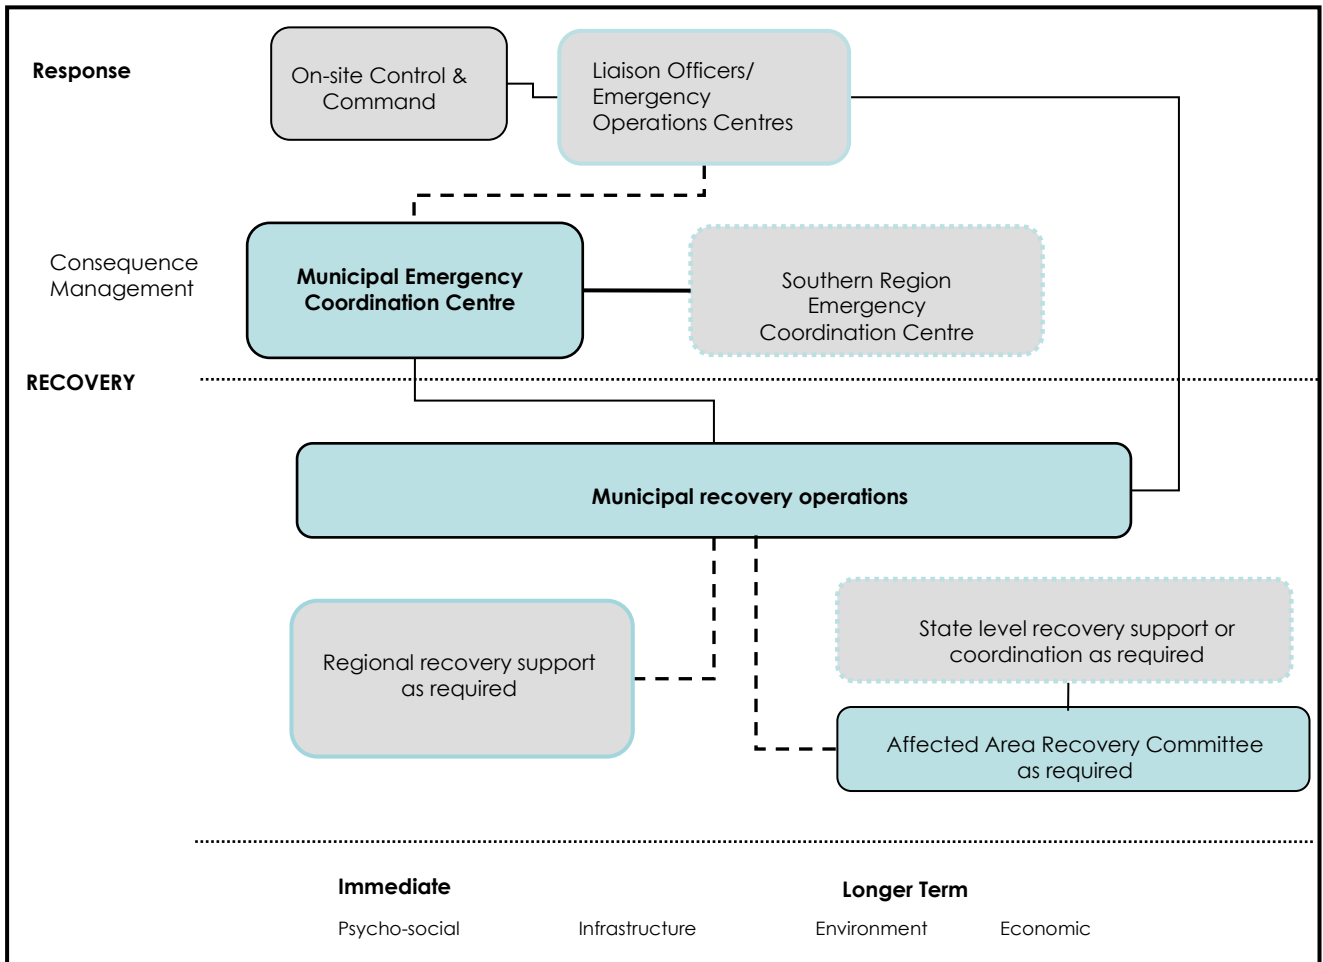 Response
On-site Control &
Command
Liaison Officers/
Emergency
Operations Centres
Consequence
Management
Municipal Emergency
Coordination Centre
Southern Region
Emergency
Coordination Centre
RECOVERY
Municipal recovery operations
Regional recovery support
as required
State level recovery support or
coordination as required
Affected Area Recovery Committee
as required
Immediate
Longer Term
Psycho-social
Infrastructure
Environment
Economic